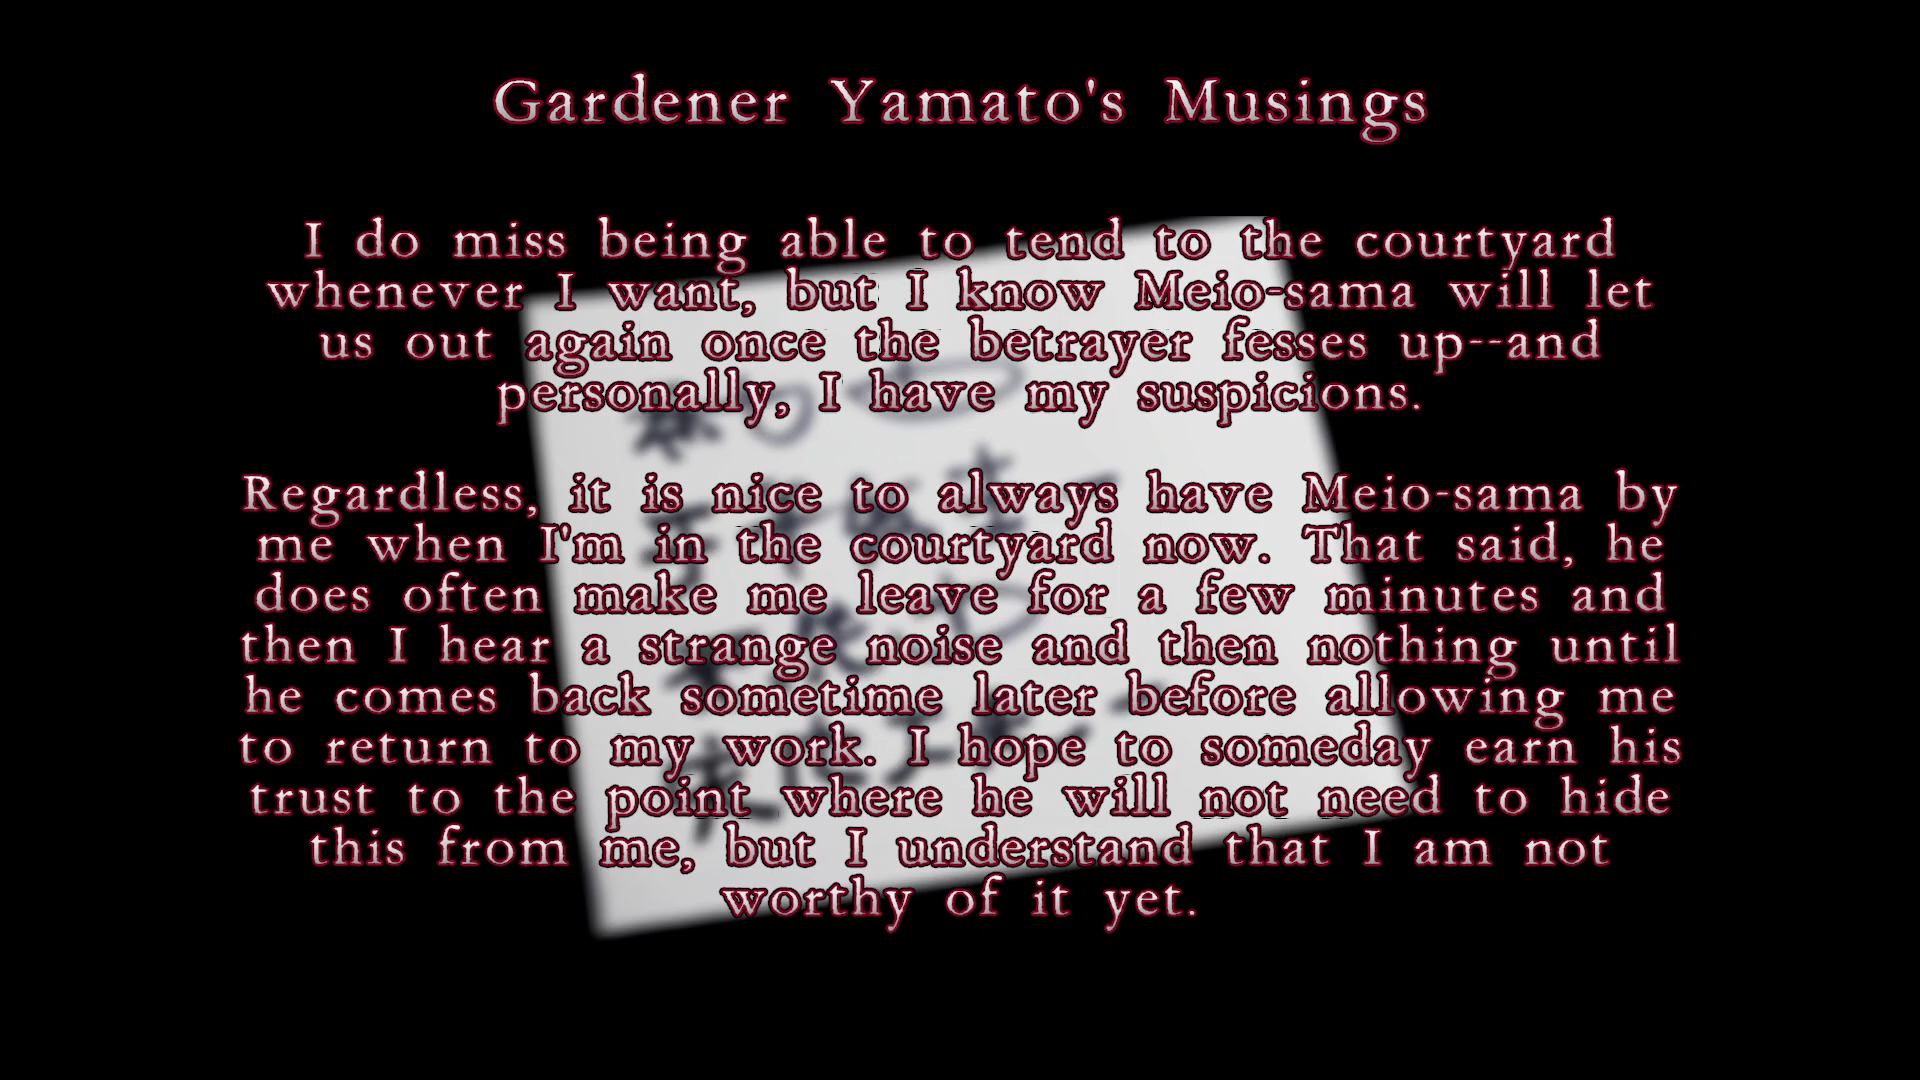 Gardener Yamato's Musings
I do miss being able to tend to the courtyard
whenever I want, but I know Meio-sama will let
us out again once the betrayer fesses up--and
personally, I have my suspicions.
Regardless, it is nice to always have Meio-sama by
me when I'm in the courtyard now. That said, he
does often make me leave for a few minutes and
then I hear a strange noise and then nothing until
he comes back sometime later before allowing me
to return to my work. I hope to someday earn his
trust to the point where he will not need to hide
this from me, but I understand that I am not
worthy of it yet.